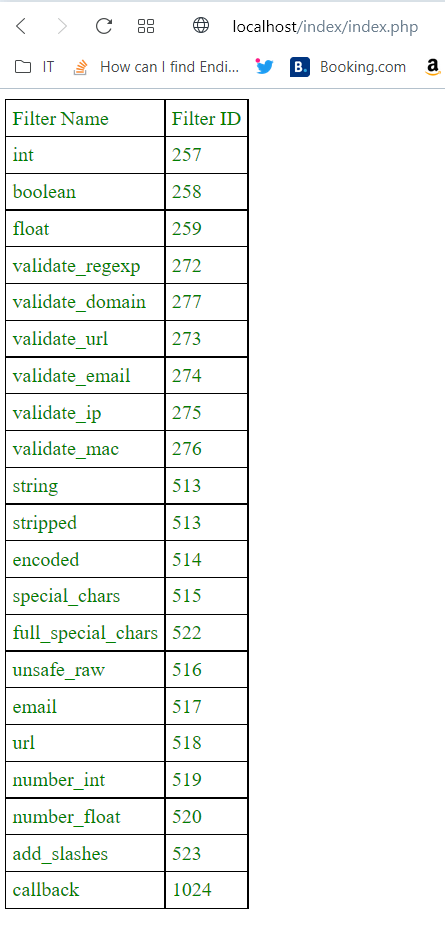 localhost/index/index.php
IT How can I find Endi... B. Booking.com a
Filter Name Filter ID
int 257
boolean 258
float 259
validate_regexp 272
validate_domain 277
validate_url 273
validate_email 274
validate_ip 275
validate_mac 276
string 513
stripped 513
encoded 514
special_chars 515
full_special_chars 522
unsafe_raw 516
email 517
url 518
number_int 519
number_float 520
add_slashes 523
callback 1024